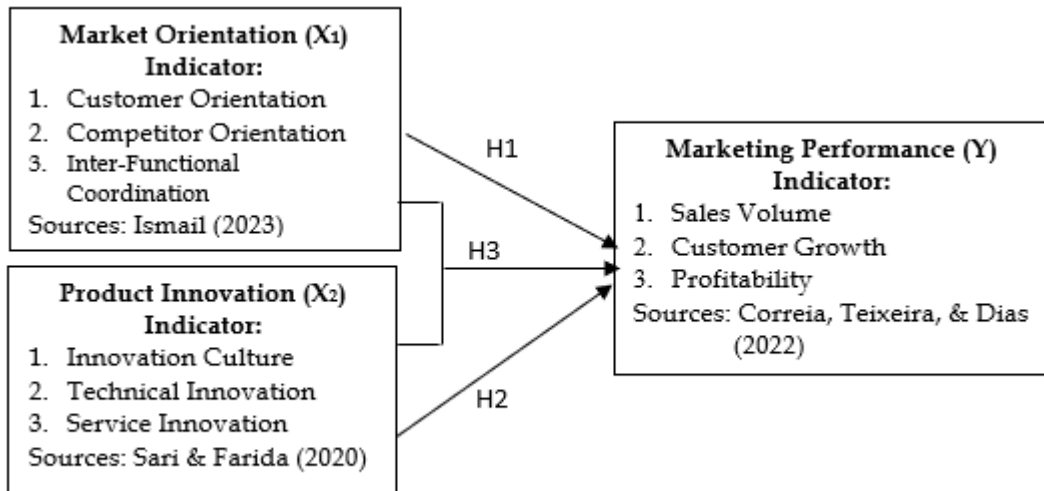 Market Orientation (X₁)
Indicator:
1. Customer Orientation
2. Competitor Orientation
3. Inter-Functional
Coordination
Sources: Ismail (2023)
Product Innovation (X₂)
Indicator:
1. Innovation Culture
2. Technical Innovation
3. Service Innovation
Sources: Sari & Farida (2020)
H1
H3
H2
Marketing Performance (Y)
Indicator:
1. Sales Volume
2. Customer Growth
3. Profitability
Sources: Correia, Teixeira, & Dias
(2022)